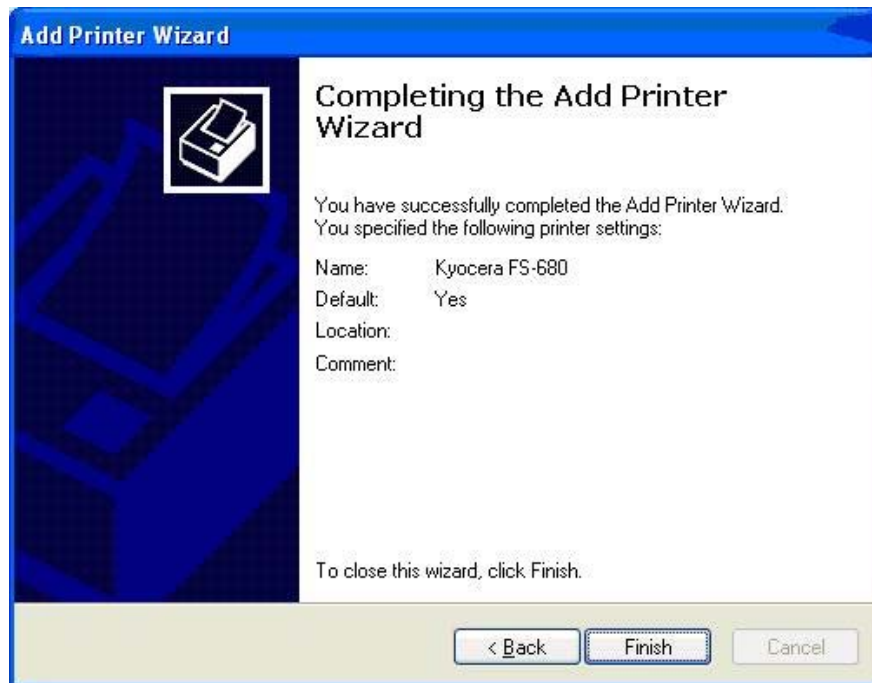 Add Printer Wizard
Completing the Add Printer
Wizard
You have successfully completed the Add Printer Wizard.
You specified the following printer settings:
Name: Kyocera FS-680
Default: Yes
Location:
Comment:
To close this wizard, click Finish.
< Back Finish Cancel